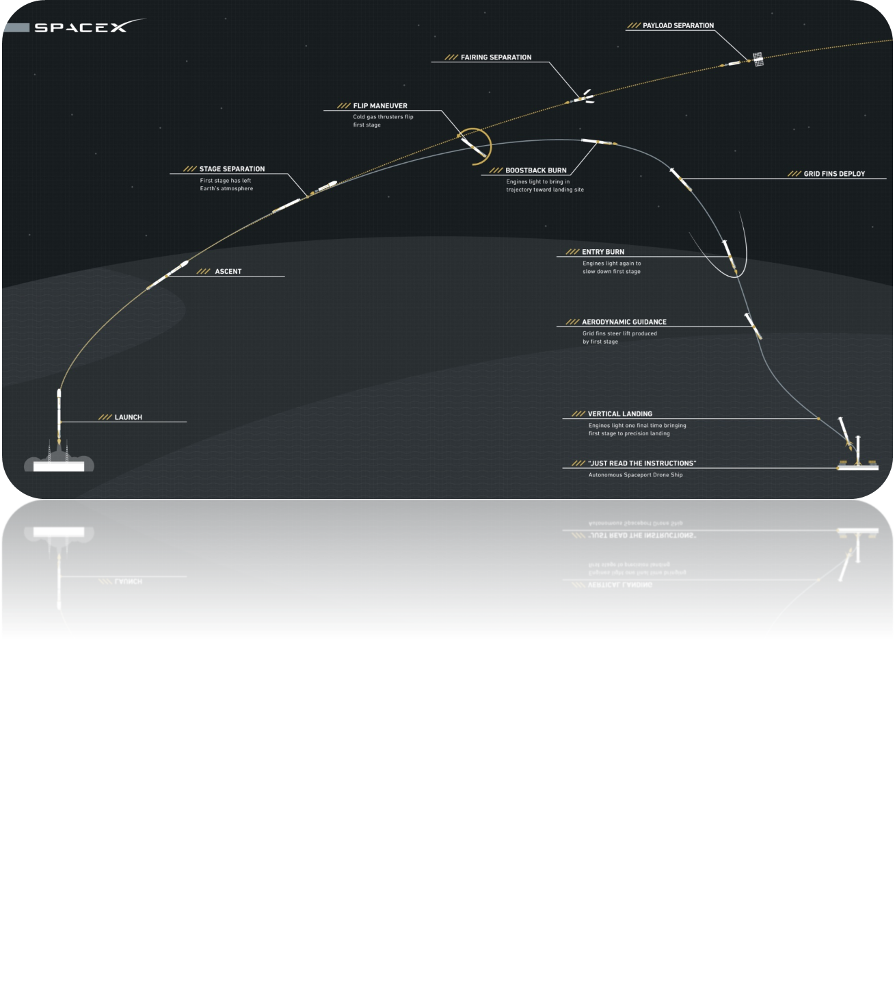 SPACEX
PAYLOAD SEPARATION
FAIRING SEPARATION
FLIP MANEUVER
Cold gas thrusters flip
first stage
STAGE SEPARATION
First stage has left
Earth's atmosphere
BOOSTBACK BURN
Engines light to bring in
trajectory toward landing site
GRID FINS DEPLOY
ENTRY BURN
Engines light again to
slow down first stage
ASCENT
AERODYNAMIC GUIDANCE
Grid fins steer lift produced
by first stage
LAUNCH
VERTICAL LANDING
Engines light one final time bringing
first stage to precision landing
"JUST READ THE INSTRUCTIONS"
Autonomous Spaceport Drone Ship